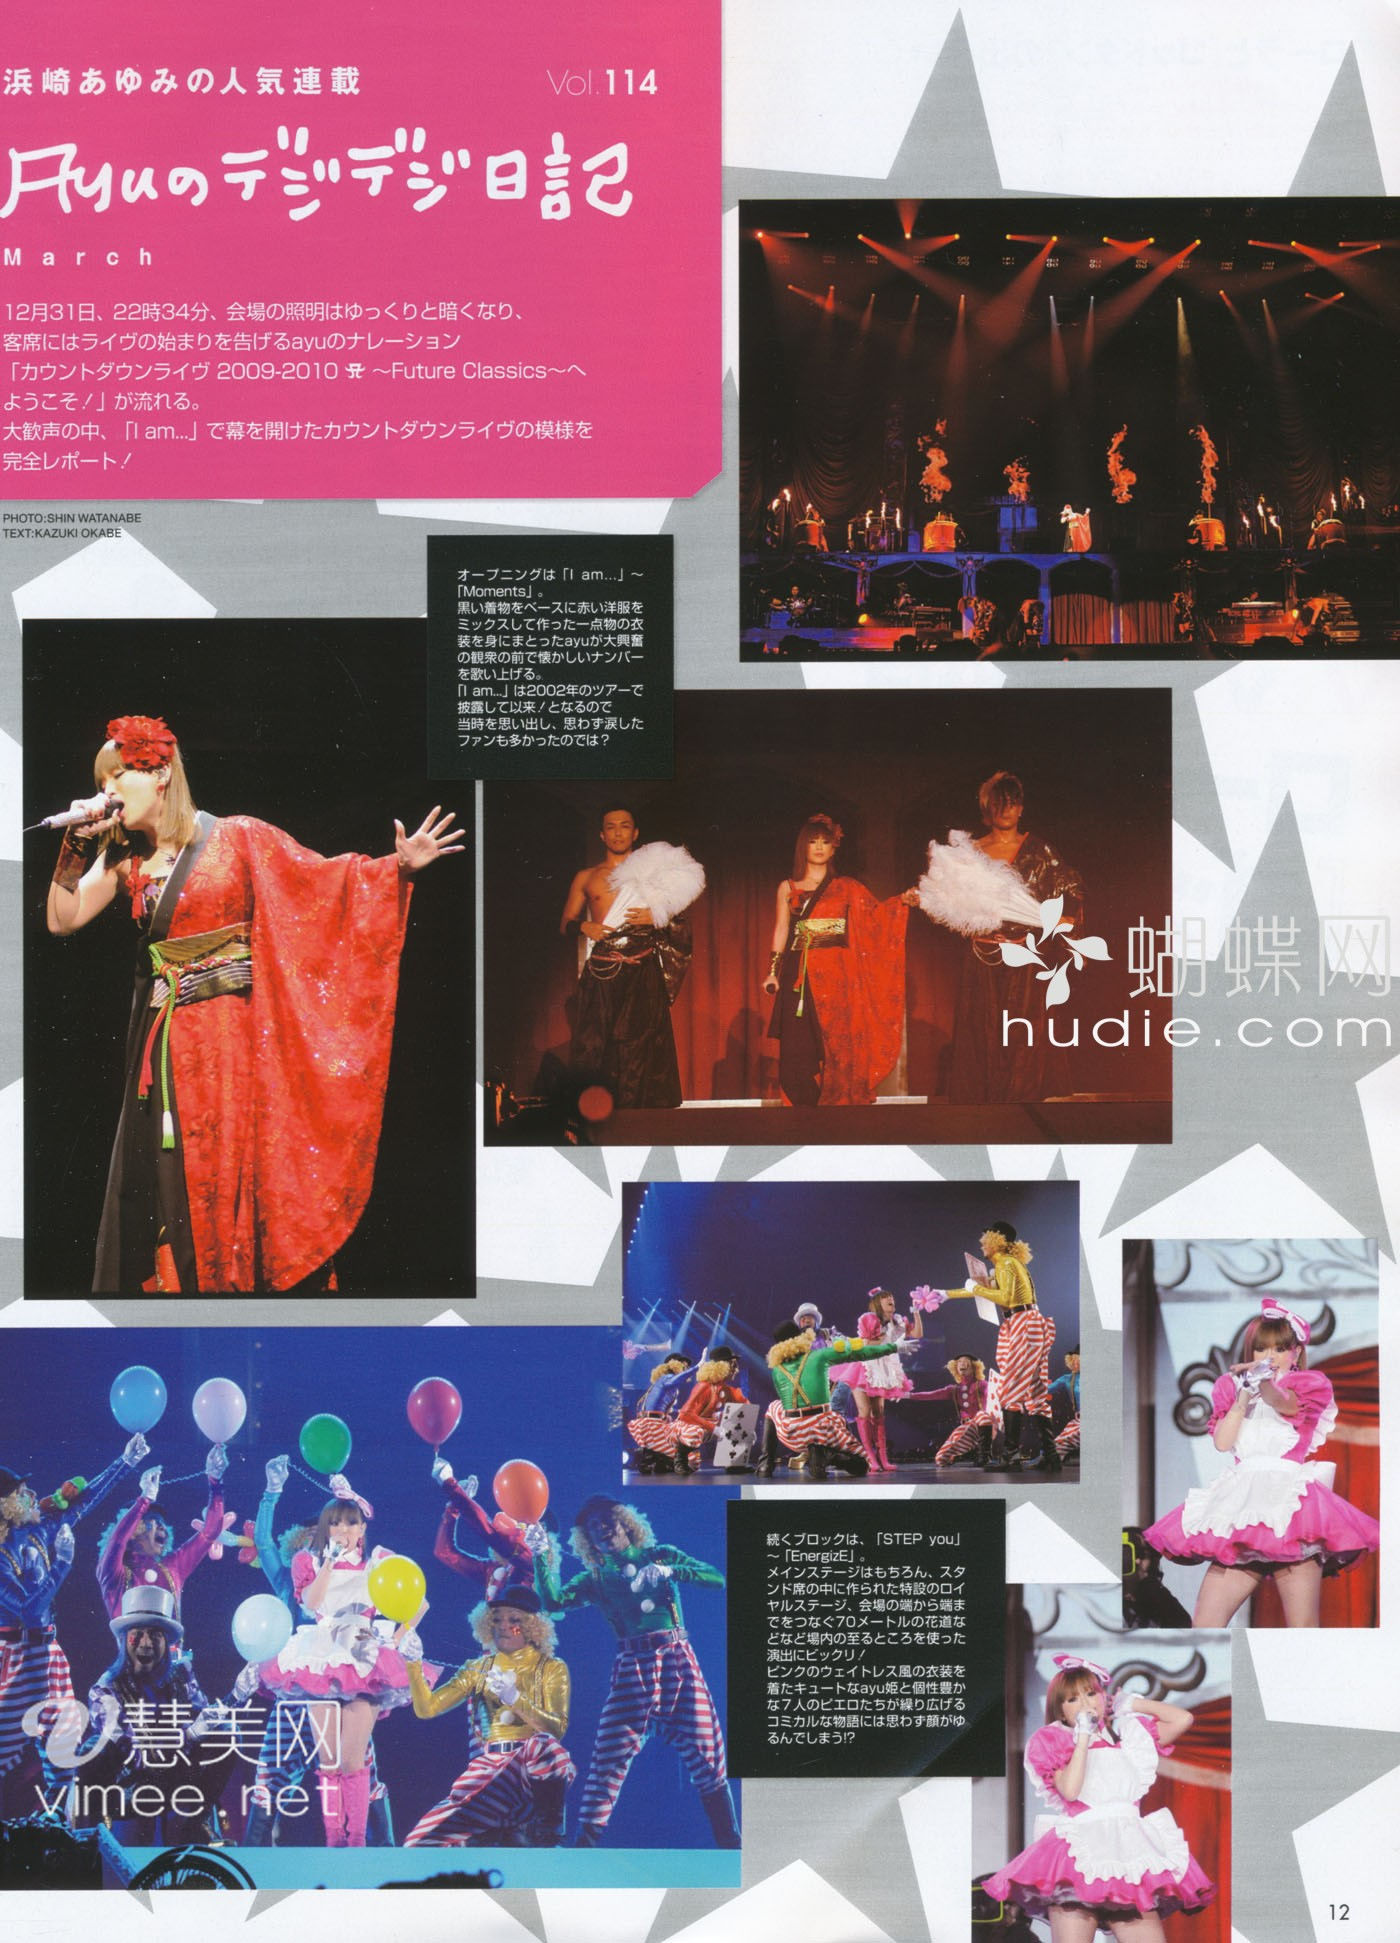 浜崎あゆみの人気連載
Vol.114
Ayuのデジデジ日記
March
12月31日、22時34分、会場の照明はゆっくりと暗くなり、
客席にはライヴの始まりを告げるayuのナレーション
「カウントダウンライヴ 2009-2010 A 〜Future Classics〜へ
ようこそ!」が流れる。
大歓声の中、「I am...」で幕を開けたカウントダウンライヴの模様を
完全レポート!
PHOTO:SHIN WATANABE
TEXT:KAZUKI OKABE
オープニングは「I am...」〜
「Moments」。
黒い着物をベースに赤い洋服を
ミックスして作った一点物の衣
装を身にまとったayuが大興奮
の観衆の前で懐かしいナンバー
を歌い上げる。
「I am...」は2002年のツアーで
披露して以来!となるので
当時を思い出し、思わず涙した
ファンも多かったのでは?
蝴蝶网
hudie.com
続くブロックは、「STEP you」
〜「EnergizE」。
メインステージはもちろん、スタ
ンド席の中に作られた特設のロイ
ヤルステージ、会場の端から端ま
でをつなぐ70メートルの花道な
どなど場内の至るところを使った
演出にビックリ!
ピンクのウェイトレス風の衣装を
着たキュートなayu姫と個性豊か
な7人のピエロたちが繰り広げる
コミカルな物語には思わず顔がゆ
るんでしまう!?
慧美网
vimee.net
12